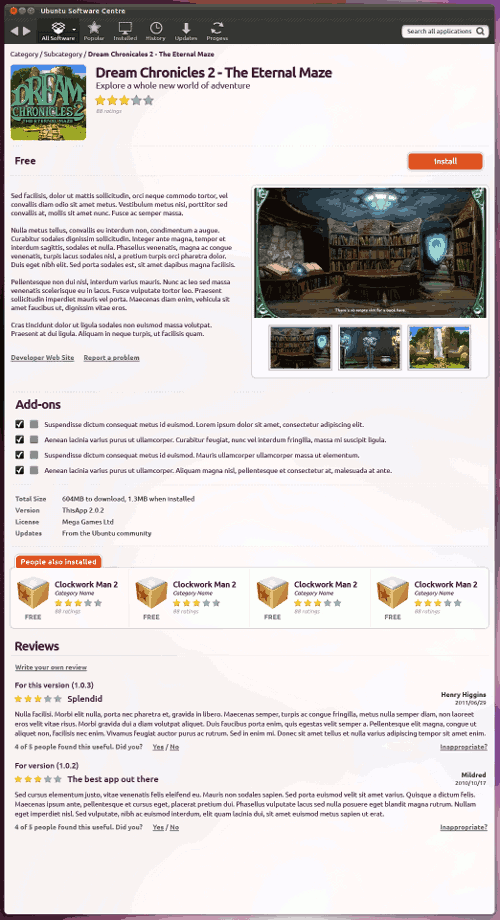 Ubuntu Software Centre
All Software Popular Installed History Updates Progess
Search all applications
Category / Subcategory / Dream Chronicales 2 - The Eternal Maze
DREAM
CHRONICLES 2
THE ETERNAL MAZE
Dream Chronicles 2 - The Eternal Maze
Explore a whole new world of adventure
88 ratings
Free
Install
Sed facilisis, dolor ut mattis sollicitudin, orci neque commodo tortor, vel
convallis diam odio sit amet metus. Vestibulum metus nisi, porttitor sed
convallis at, mollis sit amet nunc. Fusce ac semper massa.
Nulla metus tellus, convallis eu interdum non, condimentum a augue.
Curabitur sodales dignissim sollicitudin. Integer ante magna, tempor et
interdum sagittis, sodales et nulla. Phasellus venenatis, magna ac congue
venenatis, turpis lacus sodales nisl, a pretium turpis orci pharetra dolor.
Duis eget nibh elit. Sed porta sodales est, sit amet dapibus magna facilisis.
Pellentesque non dui nisl, interdum varius mauris. Nunc ac leo sed massa
venenatis scelerisque eu in lacus. Fusce vulputate tortor leo. Praesent
sollicitudin imperdiet mauris vel porta. Maecenas diam enim, vehicula sit
amet faucibus ut, dignissim vitae eros.
Cras tincidunt dolor ut ligula sodales non euismod massa volutpat.
Praesent at dui ligula. Aliquam in neque turpis, ut facilisis quam.
There is an empty slot for a book here.
Developer Web Site Report a problem
Add-ons
Suspendisse dictum consequat metus id euismod. Lorem ipsum dolor sit amet, consectetur adipiscing elit.
Aenean lacinia varius purus ut ullamcorper. Curabitur feugiat, nunc vel interdum fringilla, massa mi suscipit ligula.
Suspendisse dictum consequat metus id euismod. Mauris ullamcorper ullamcorper massa ut elementum.
Aenean lacinia varius purus ut ullamcorper. Aliquam magna nisl, pellentesque et consectetur at, malesuada at ante.
Total Size 604MB to download, 1.3MB when installed
Version ThisApp 2.0.2
License Mega Games Ltd
Updates From the Ubuntu community
People also installed
Clockwork Man 2 Clockwork Man 2 Clockwork Man 2 Clockwork Man 2
Category Name Category Name Category Name Category Name
88 ratings 88 ratings 88 ratings 88 ratings
FREE FREE FREE FREE
Reviews
Write your own review
For this version (1.0.3)
Splendid
Henry Higgins
2011/06/29
Nulla facilisi. Morbi elit nulla, porta nec pharetra et, gravida in libero. Maecenas semper, turpis ac congue fringilla, metus nulla semper diam, non laoreet
eros velit vitae risus. Morbi gravida dui a diam volutpat aliquet. Duis faucibus porta enim, quis egestas velit semper a. Pellentesque elit magna, congue ut
aliquet non, facilisis nec enim. Vivamus feugiat auctor purus ac rutrum. Sed in enim mi. Donec sit amet tellus et nulla varius adipiscing tempor sit amet enim.
4 of 5 people found this useful. Did you? Yes / No Inappropriate?
For version (1.0.2)
The best app out there
Mildred
2010/10/17
Sed cursus elementum justo, vitae venenatis felis eleifend eu. Mauris non sodales sapien. Sed porta euismod velit sit amet varius. Quisque a dictum felis.
Maecenas ipsum ante, pellentesque et cursus eget, placerat pretium dui. Phasellus vulputate lacus sed nulla posuere eget blandit magna rutrum. Nullam
eget imperdiet nisl. Sed vulputate, nibh ac euismod interdum, elit quam lacinia dui, sit amet euismod metus sapien ut erat.
4 of 5 people found this useful. Did you? Yes / No Inappropriate?